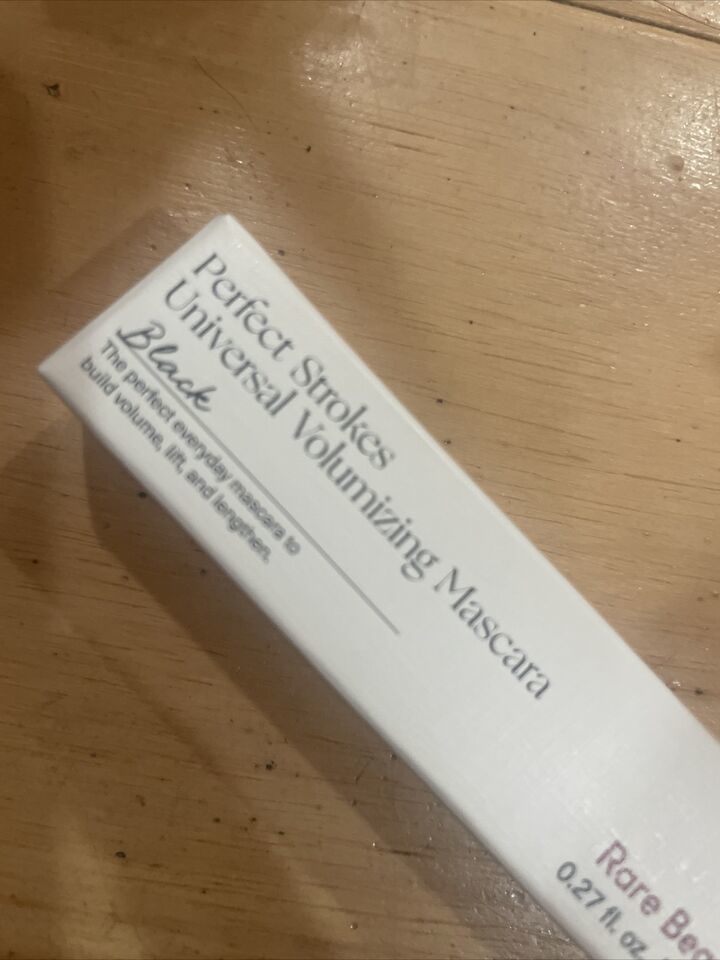 Perfect Strokes
Universal Volumizing Mascara
Black
The perfect everyday mascara to
build volume, lift, and lengthen.
Rare Bea
0.27 fl. oz.